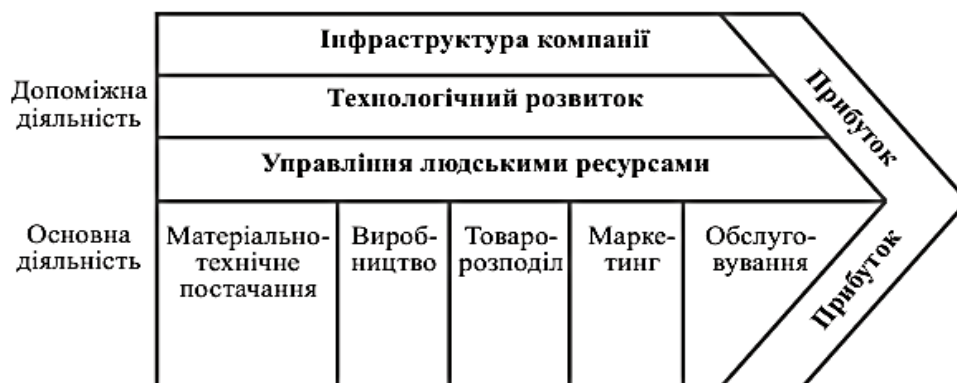 Інфраструктура компанії
Допоміжна
діяльність
Технологічний розвиток
Управління людськими ресурсами
Прибуток
Основна
діяльність
Матеріально-
технічне
постачання
Вироб-
ництво
Товаро-
розподіл
Марке-
тинг
Обслуго-
вування
Прибуток